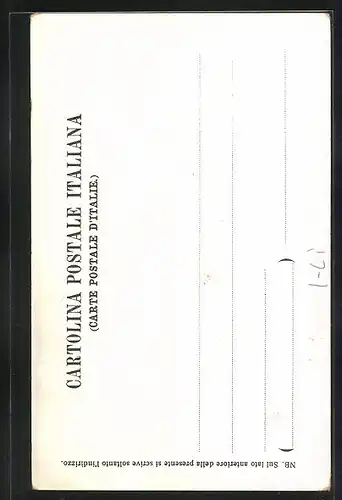 CARTOLINA POSTALE ITALIANA
(CARTE POSTALE D'ITALIE.)
NB. Sul lato anteriore della presente si scrive soltanto l'indirizzo.